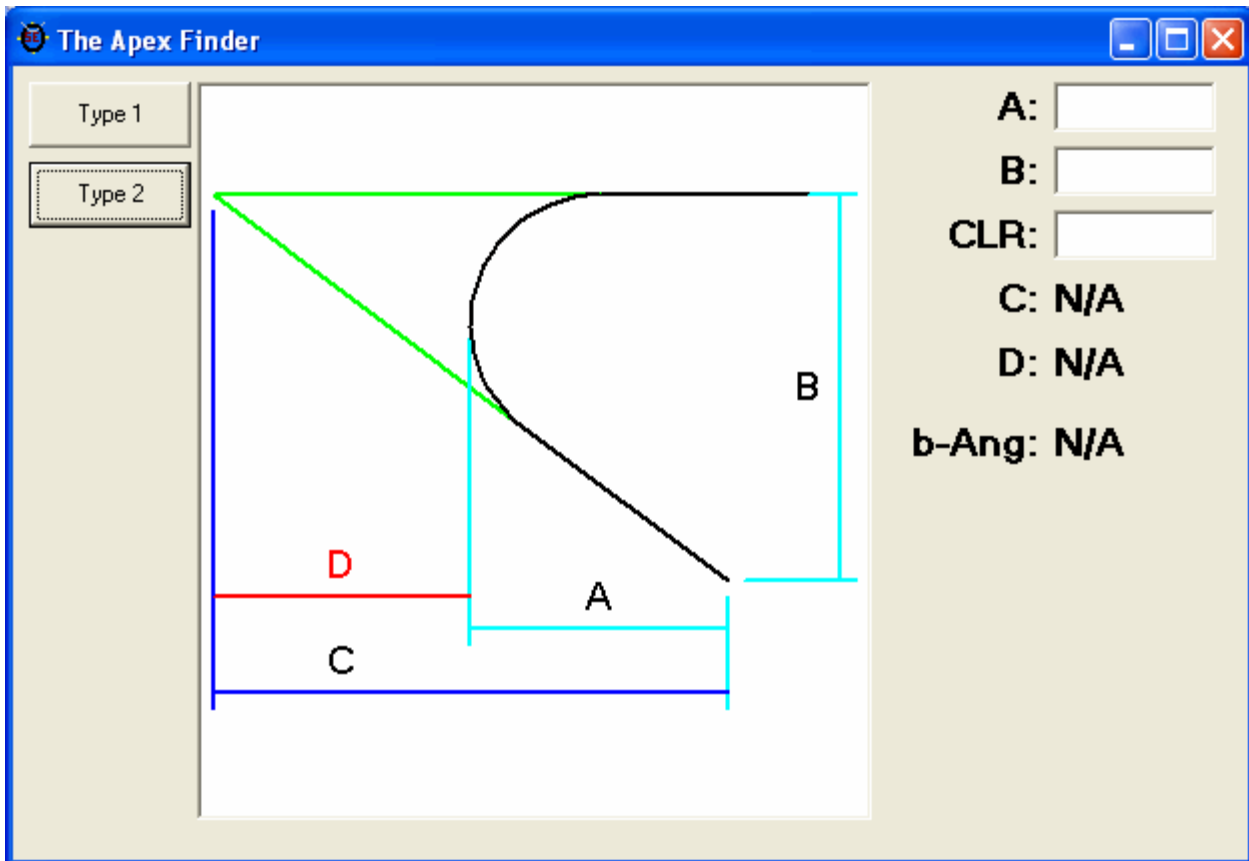 The Apex Finder
Type 1
Type 2
B
D
A
C
A:
B:
CLR:
C: N/A
D: N/A
b-Ang: N/A